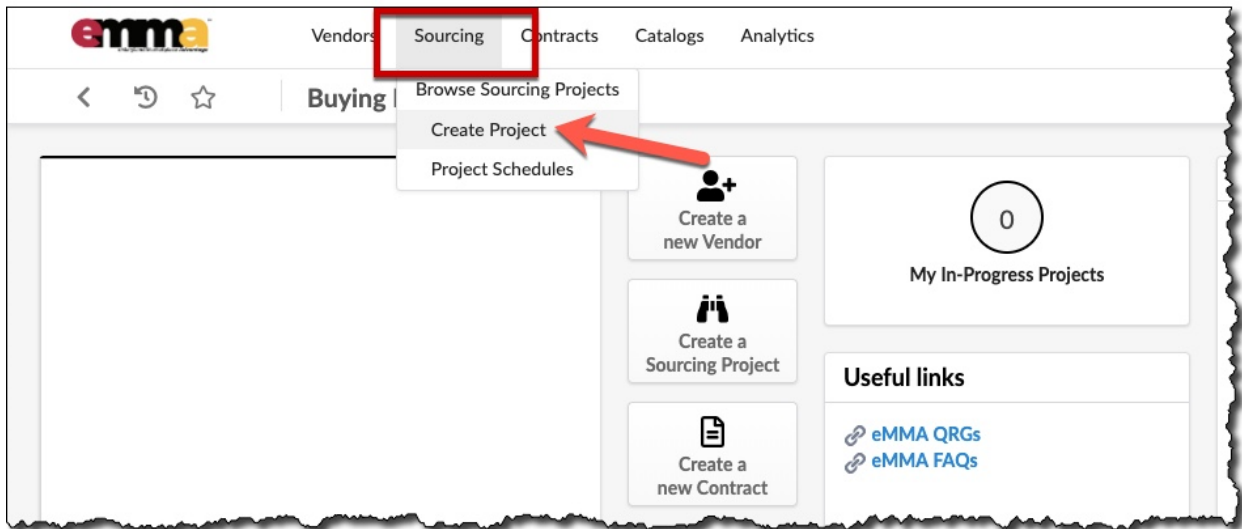 emma
Vendors Sourcing Contracts Catalogs Analytics
Buying
Browse Sourcing Projects
Create Project
Project Schedules
Create a
new Vendor
Create a
Sourcing Project
Create a
new Contract
0
My In-Progress Projects
Useful links
eMMA QRGs
eMMA FAQs